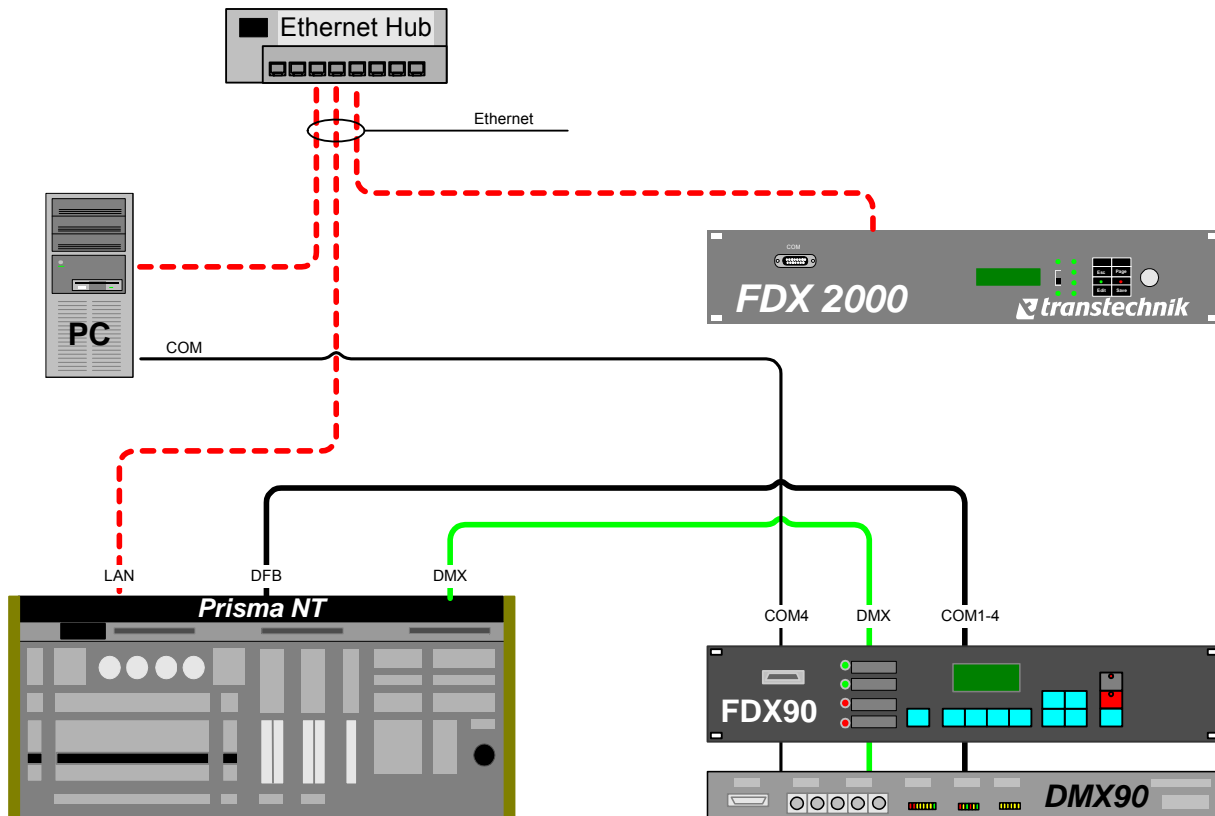 Ethernet Hub
Ethernet
COM
FDX 2000
Esc Page
Edit Save
transtechnik
PC
COM
LAN
DFB
DMX
Prisma NT
COM4
DMX
COM1-4
FDX90
DMX90